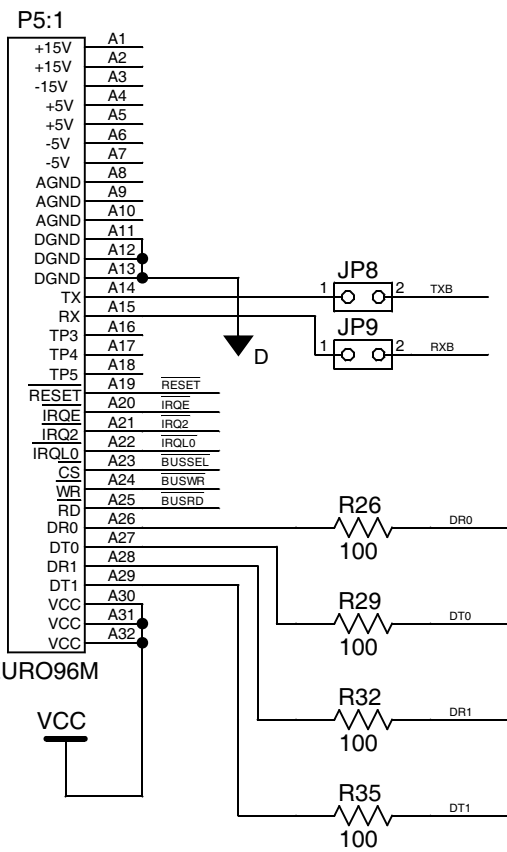 P5:1
+15V A1
+15V A2
-15V A3
+5V A4
+5V A5
-5V A6
-5V A7
AGND A8
AGND A9
AGND A10
DGND A11
DGND A12
DGND A13
TX A14
RX A15
TP3 A16
TP4 A17
TP5 A18
RESET A19 RESET
IRQE A20 IRQE
IRQ2 A21 IRQ2
IRQL0 A22 IRQL0
CS A23 BUSSEL
WR A24 BUSWR
RD A25 BUSRD
DR0 A26
DT0 A27
DR1 A28
DT1 A29
VCC A30
VCC A31
VCC A32
URO96M
VCC
D
JP8
1 2 TXB
JP9
1 2 RXB
R26
DR0
100
R29
DT0
100
R32
DR1
100
R35
DT1
100